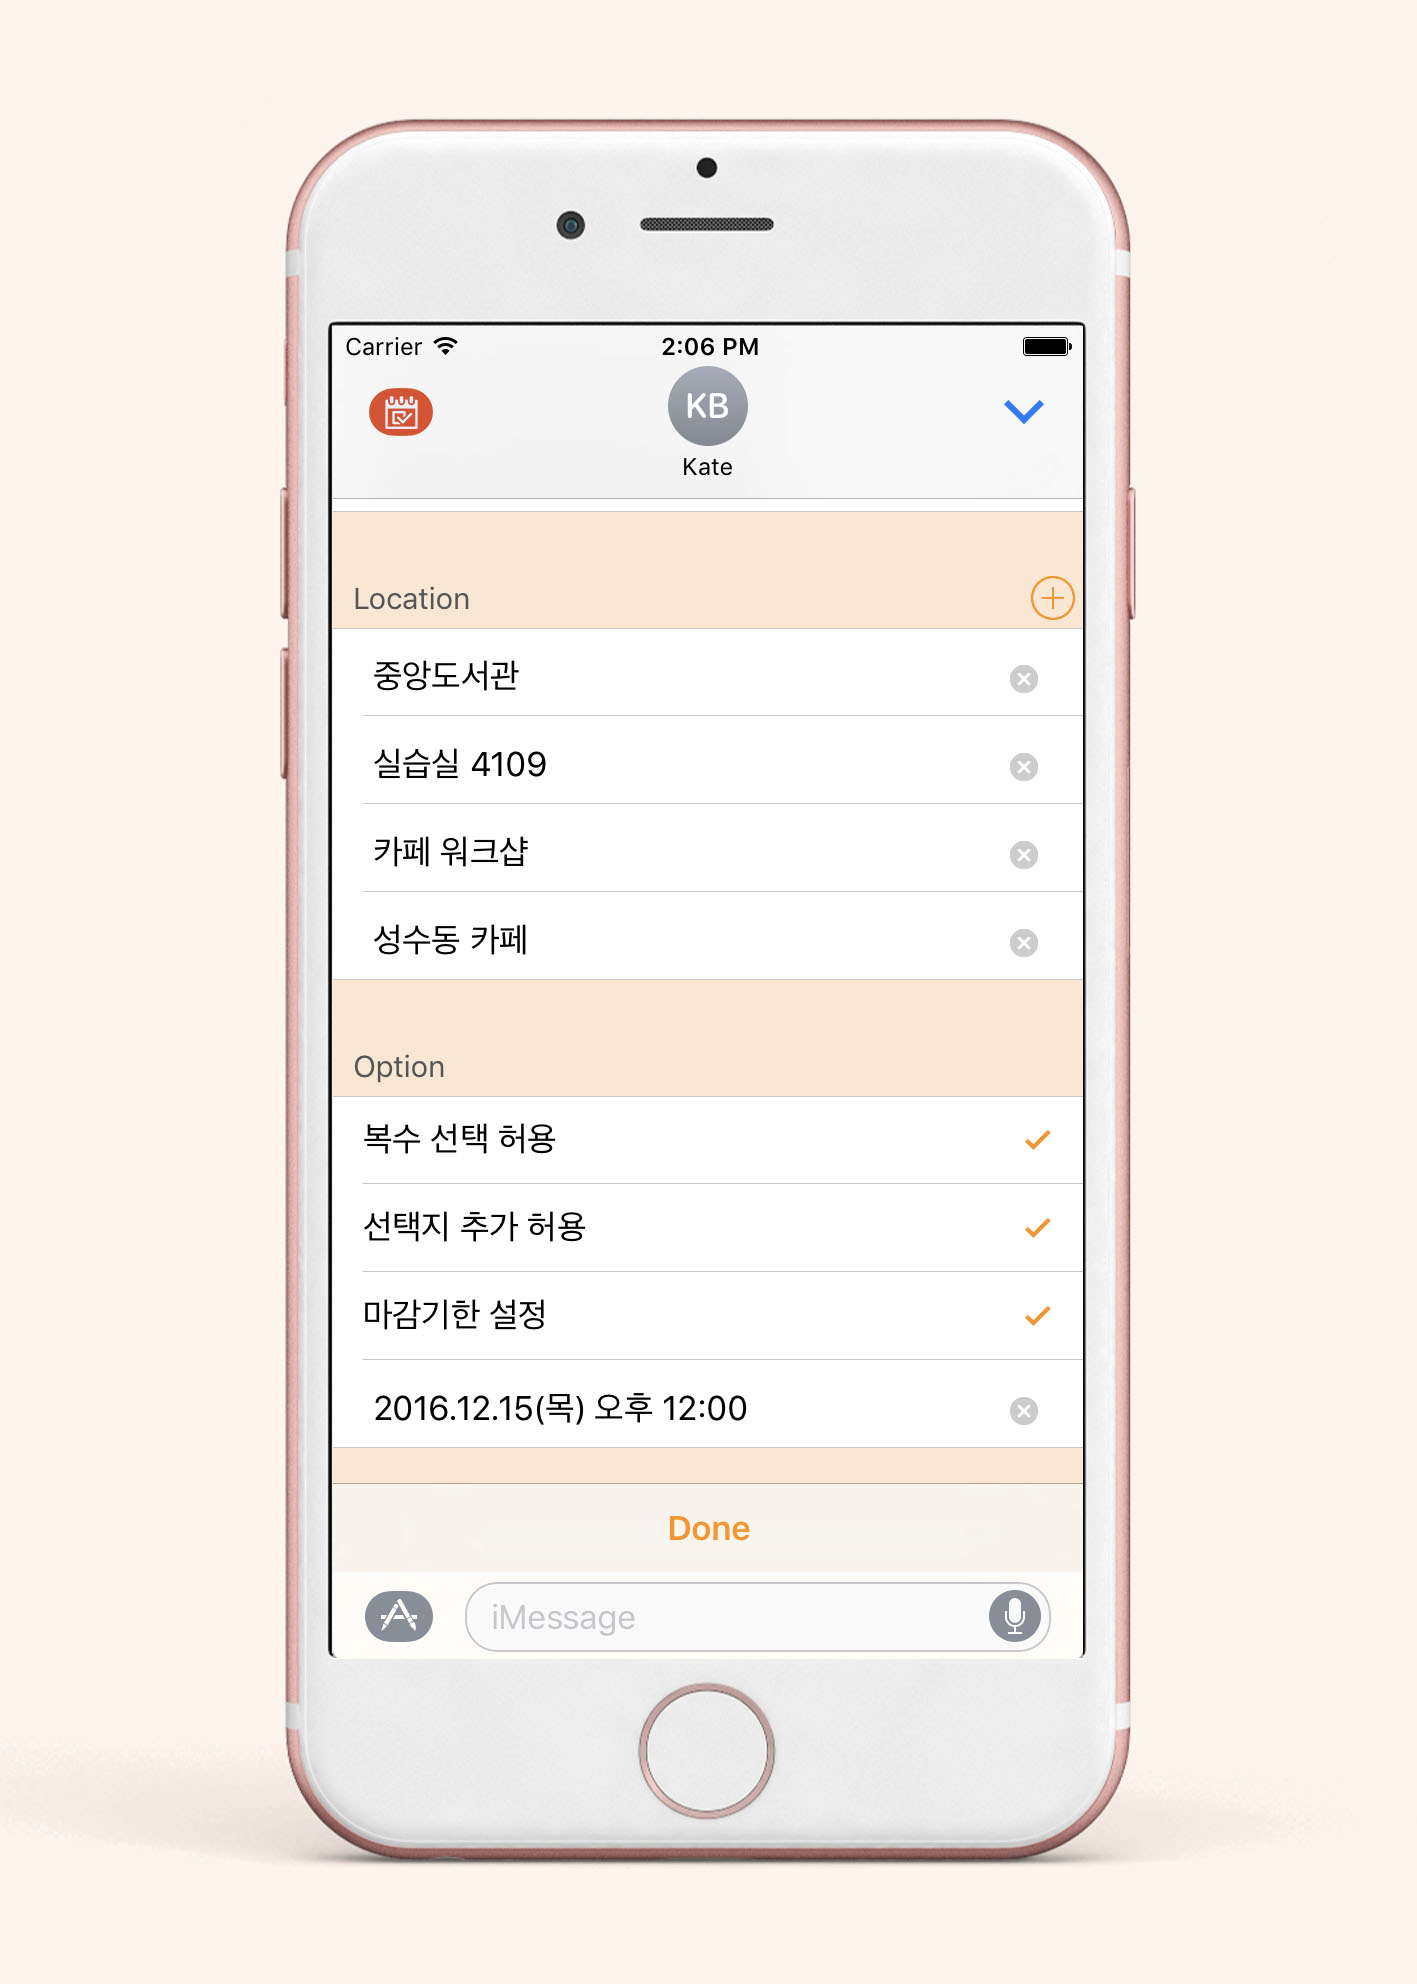 Carrier 2:06 PM
KB
Kate
Location
중앙도서관
실습실 4109
카페 워크샵
성수동 카페
Option
복수 선택 허용
선택지 추가 허용
마감기한 설정
2016.12.15(목) 오후 12:00
Done
iMessage